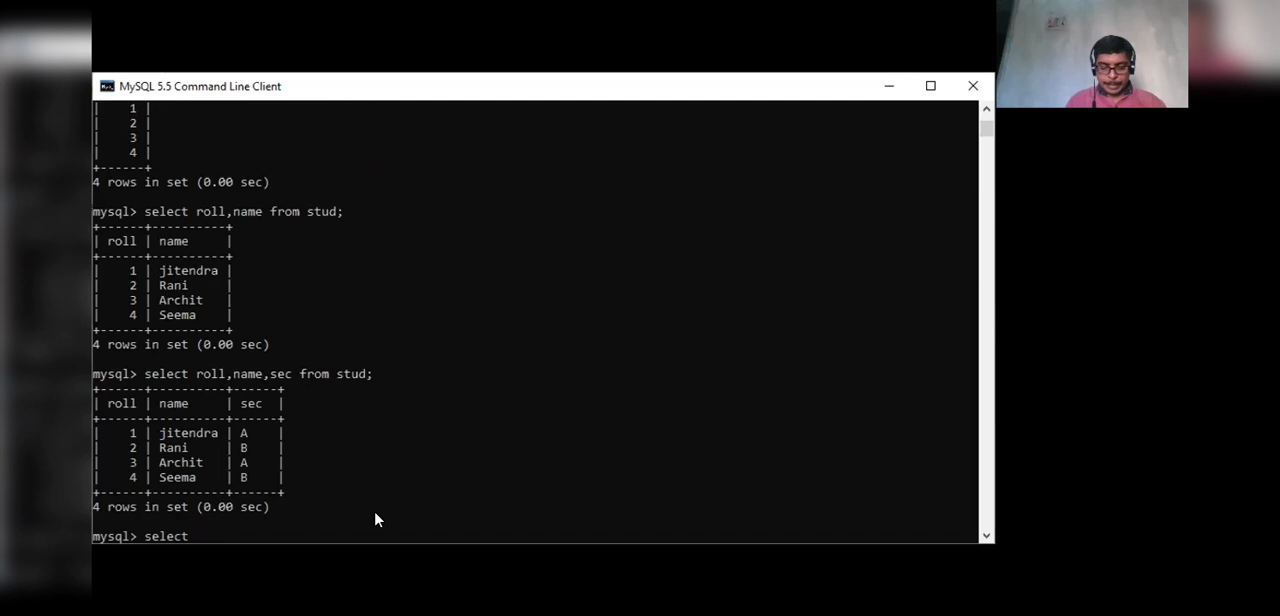 MySQL 5.5 Command Line Client
|    1 |
|    2 |
|    3 |
|    4 |
+------+
4 rows in set (0.00 sec)
mysql> select roll,name from stud;
+------+----------+
| roll | name     |
+------+----------+
|    1 | jitendra |
|    2 | Rani     |
|    3 | Archit   |
|    4 | Seema    |
+------+----------+
4 rows in set (0.00 sec)
mysql> select roll,name,sec from stud;
+------+----------+------+
| roll | name     | sec  |
+------+----------+------+
|    1 | jitendra | A    |
|    2 | Rani     | B    |
|    3 | Archit   | A    |
|    4 | Seema    | B    |
+------+----------+------+
4 rows in set (0.00 sec)
mysql> select